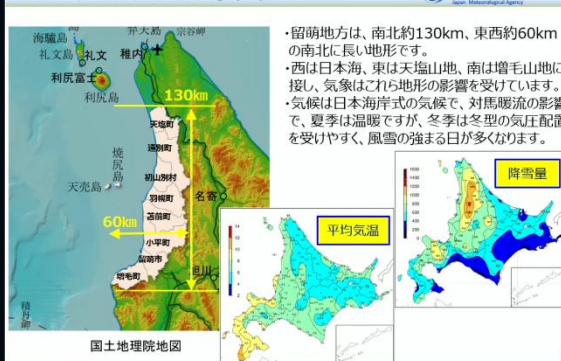 Japan Meteorological Agency
・留萌地方は、南北約130km、東西約60km
の南北に長い地形です。
・西は日本海、東は天塩山地、南は増毛山地に
接し、気象はこれら地形の影響を受けています。
・気候は日本海岸式の気候で、対馬暖流の影響
で、夏季は温暖ですが、冬季は冬型の気圧配置
を受けやすく、風雪の強まる日が多くなります。
海驢島
弁天島
宗谷岬
礼文島
礼文
稚内
利尻富士
利尻島
130km
天塩町
遠別町
焼尻島
初山別村
天売島
羽幌町
名寄
苫前町
60km
小平町
留萌市
旭川
増毛町
積丹岬
国土地理院地図
平均気温
降雪量